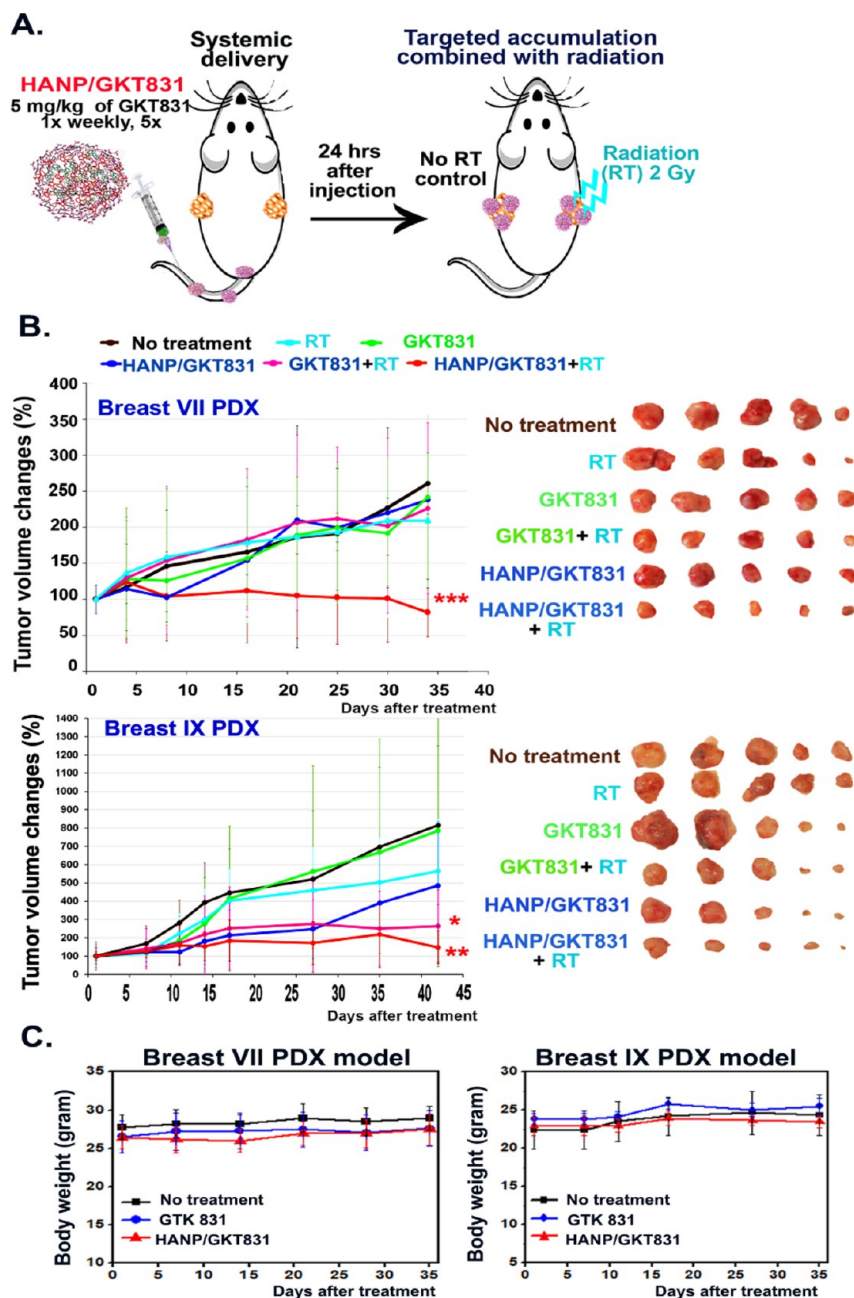 A.
Systemic
delivery
Targeted accumulation
combined with radiation
HANP/GKT831
5 mg/kg of GKT831
1x weekly, 5x
24 hrs
after
injection
No RT
control
Radiation
(RT) 2 Gy
B.
No treatment RT GKT831
HANP/GKT831 GKT831+RT HANP/GKT831+RT
Breast VII PDX
Tumor volume changes (%)
400
350
300
250
200
150
100
50
0
0 5 10 15 20 25 30 35 40
Days after treatment
***
No treatment
RT
GKT831
GKT831+ RT
HANP/GKT831
HANP/GKT831
+ RT
Breast IX PDX
Tumor volume changes (%)
1400
1300
1200
1100
1000
900
800
700
600
500
400
300
200
100
0
0 5 10 15 20 25 30 35 40 45
Days after treatment
*
**
No treatment
RT
GKT831
GKT831+ RT
HANP/GKT831
HANP/GKT831
+ RT
C.
Breast VII PDX model
Body weight (gram)
35
30
25
20
15
10
No treatment
GTK 831
HANP/GKT831
0 5 10 15 20 25 30 35
Days after treatment
Breast IX PDX model
Body weight (gram)
30
25
20
15
10
5
No treatment
GTK 831
HANP/GKT831
0 5 10 15 20 25 30 35
Days after treatment